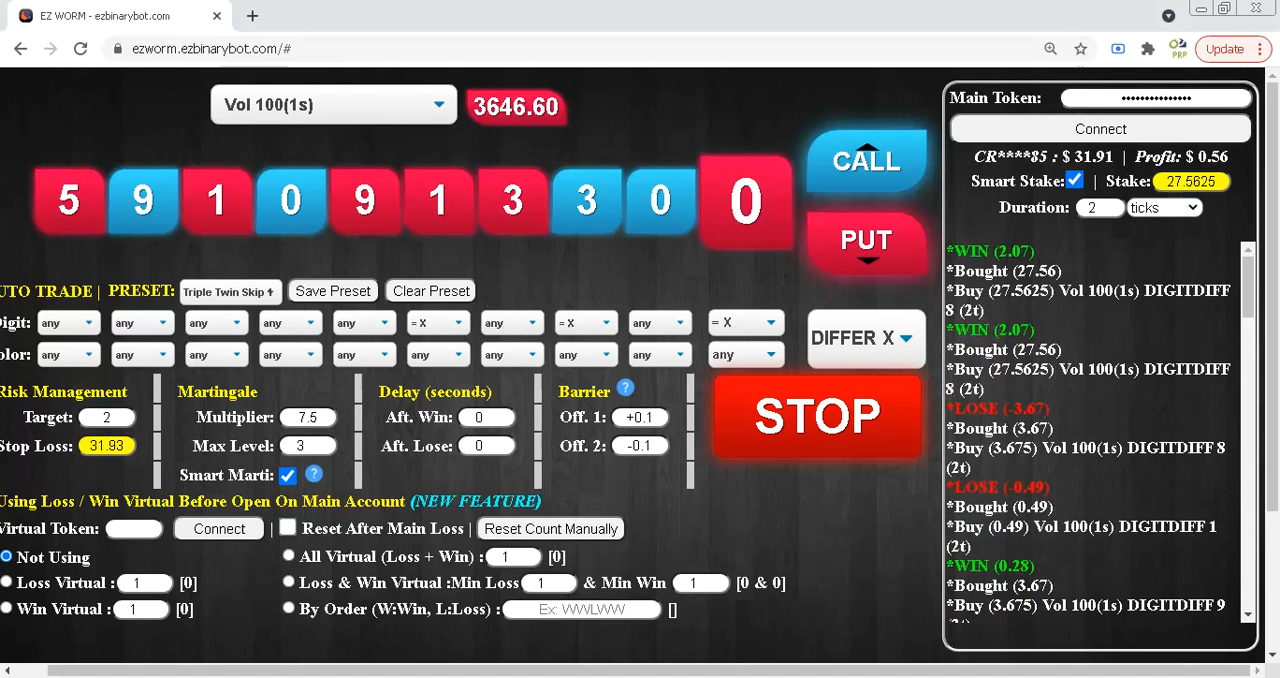 EZ WORM - ezbinarybot.com
ezworm.ezbinarybot.com/#
PRP
Update
Vol 100(1s)
3646.60
5 9 1 0 9 1 3 3 0 0
CALL
PUT
UTO TRADE | PRESET: Triple Twin Skip Save Preset Clear Preset
Digit: any any any any any = X any = X any = X
olor: any any any any any any any any any any
DIFFER X
Risk Management Martingale Delay (seconds) Barrier ?
Target: 2 Multiplier: 7.5 Aft. Win: 0 Off. 1: +0.1
Stop Loss: 31.93 Max Level: 3 Aft. Lose: 0 Off. 2: -0.1
Smart Marti: ?
STOP
Using Loss / Win Virtual Before Open On Main Account (NEW FEATURE)
Virtual Token: Connect | Reset After Main Loss | Reset Count Manually
Not Using All Virtual (Loss + Win) : 1 [0]
Loss Virtual : 1 [0] Loss & Win Virtual :Min Loss 1 & Min Win 1 [0 & 0]
Win Virtual : 1 [0] By Order (W:Win, L:Loss) : Ex: WWLWW []
Main Token: •••••••••••••••
Connect
CR****85 : $ 31.91 | Profit: $ 0.56
Smart Stake: | Stake: 27.5625
Duration: 2 ticks
*WIN (2.07)
*Bought (27.56)
*Buy (27.5625) Vol 100(1s) DIGITDIFF
8 (2t)
*WIN (2.07)
*Bought (27.56)
*Buy (27.5625) Vol 100(1s) DIGITDIFF
8 (2t)
*LOSE (-3.67)
*Bought (3.67)
*Buy (3.675) Vol 100(1s) DIGITDIFF 8
(2t)
*LOSE (-0.49)
*Bought (0.49)
*Buy (0.49) Vol 100(1s) DIGITDIFF 1
(2t)
*WIN (0.28)
*Bought (3.67)
*Buy (3.675) Vol 100(1s) DIGITDIFF 9